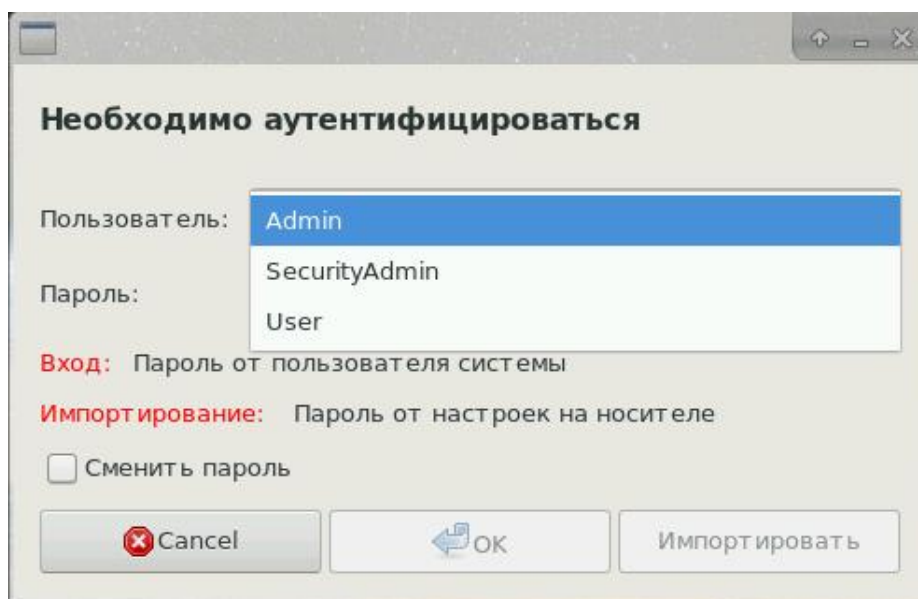 Необходимо аутентифицироваться
Пользователь:
Admin
SecurityAdmin
Пароль:
User
Вход: Пароль от пользователя системы
Импортирование: Пароль от настроек на носителе
Сменить пароль
Cancel
OK
Импортировать